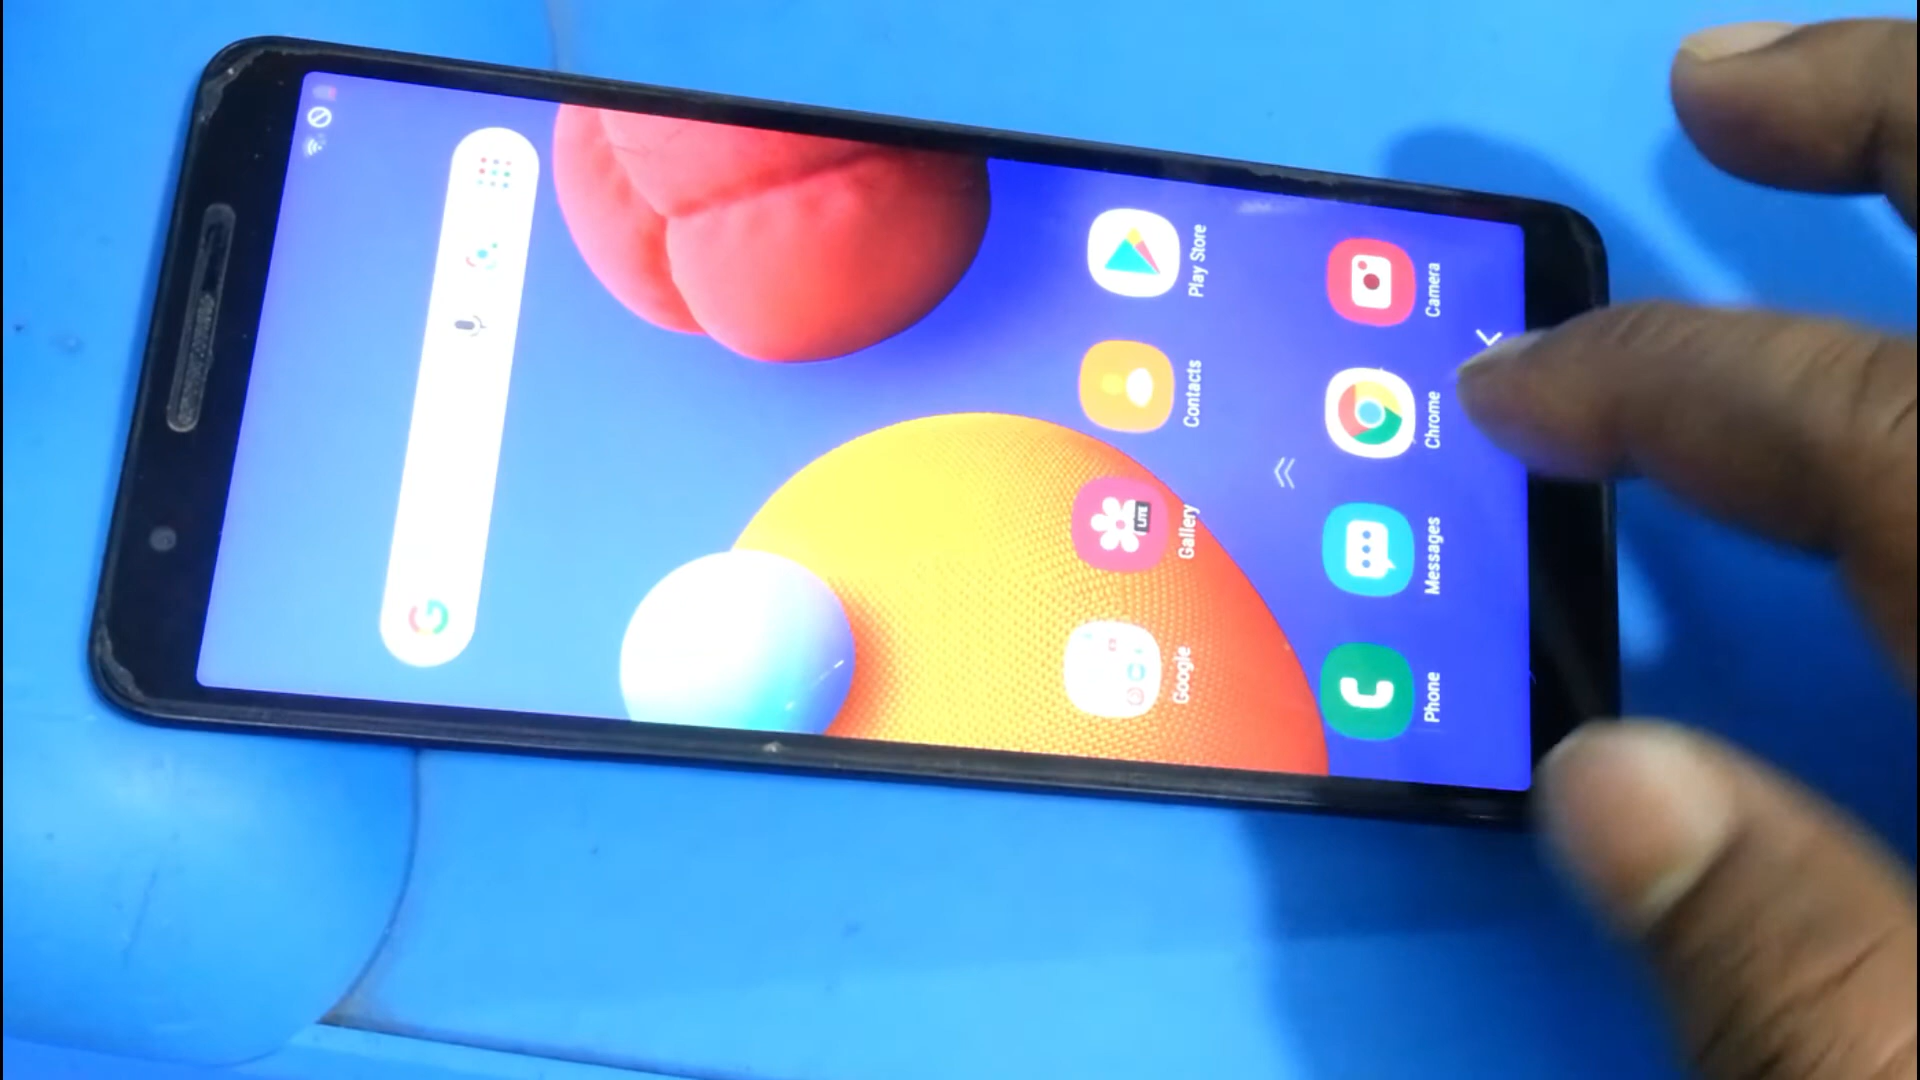 Google
Gallery
LITE
Contacts
Play Store
Phone
Messages
Chrome
Camera